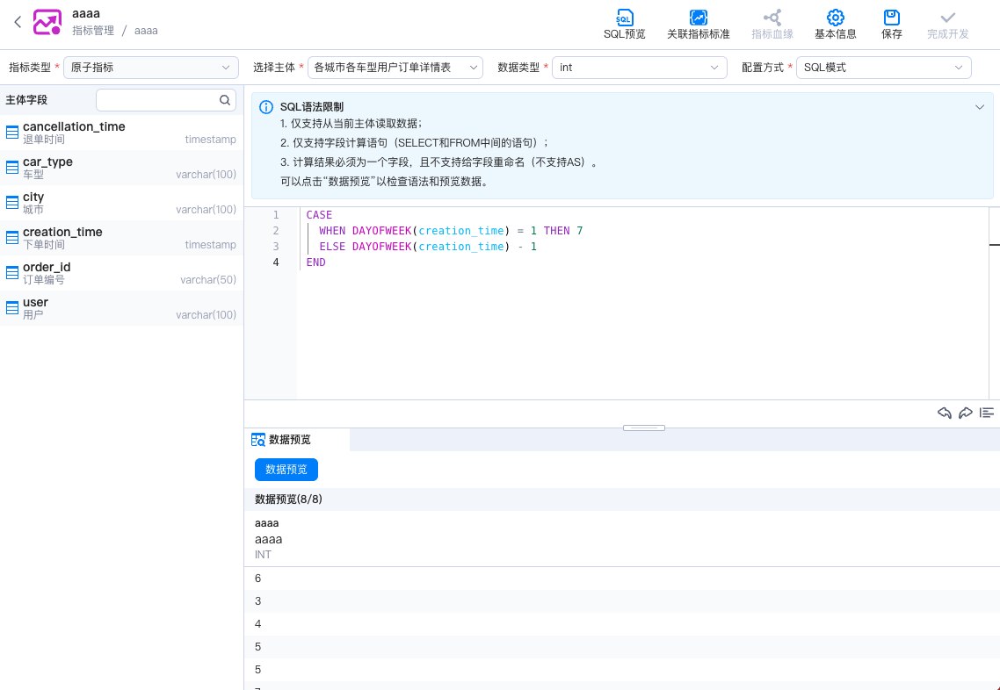 aaaa
指标管理 / aaaa
SQL预览 关联指标标准 指标血缘 基本信息 保存 完成开发
指标类型 * 原子指标 选择主体 * 各城市各车型用户订单详情表 数据类型 * int 配置方式 * SQL模式
主体字段
cancellation_time
退单时间 timestamp
car_type
车型 varchar(100)
city
城市 varchar(100)
creation_time
下单时间 timestamp
order_id
订单编号 varchar(50)
user
用户 varchar(100)
SQL语法限制
1. 仅支持从当前主体读取数据；
2. 仅支持字段计算语句（SELECT和FROM中间的语句）；
3. 计算结果必须为一个字段，且不支持给字段重命名（不支持AS）。
可以点击“数据预览”以检查语法和预览数据。
1 CASE
2 WHEN DAYOFWEEK(creation_time) = 1 THEN 7
3 ELSE DAYOFWEEK(creation_time) - 1
4 END
数据预览
数据预览
数据预览(8/8)
aaaa
aaaa
INT
6
3
4
5
5